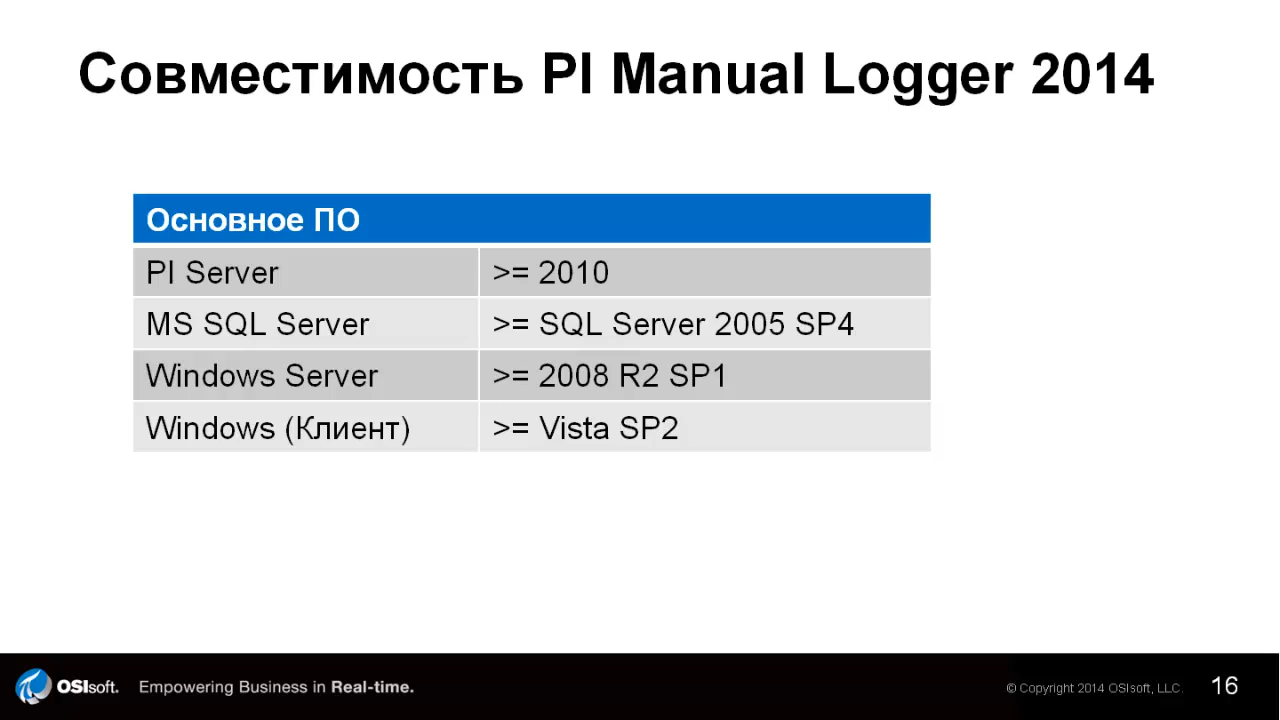 Совместимость PI Manual Logger 2014
Основное ПО
PI Server >= 2010
MS SQL Server >= SQL Server 2005 SP4
Windows Server >= 2008 R2 SP1
Windows (Клиент) >= Vista SP2
OSIsoft. Empowering Business in Real-time. © Copyright 2014 OSIsoft, LLC. 16